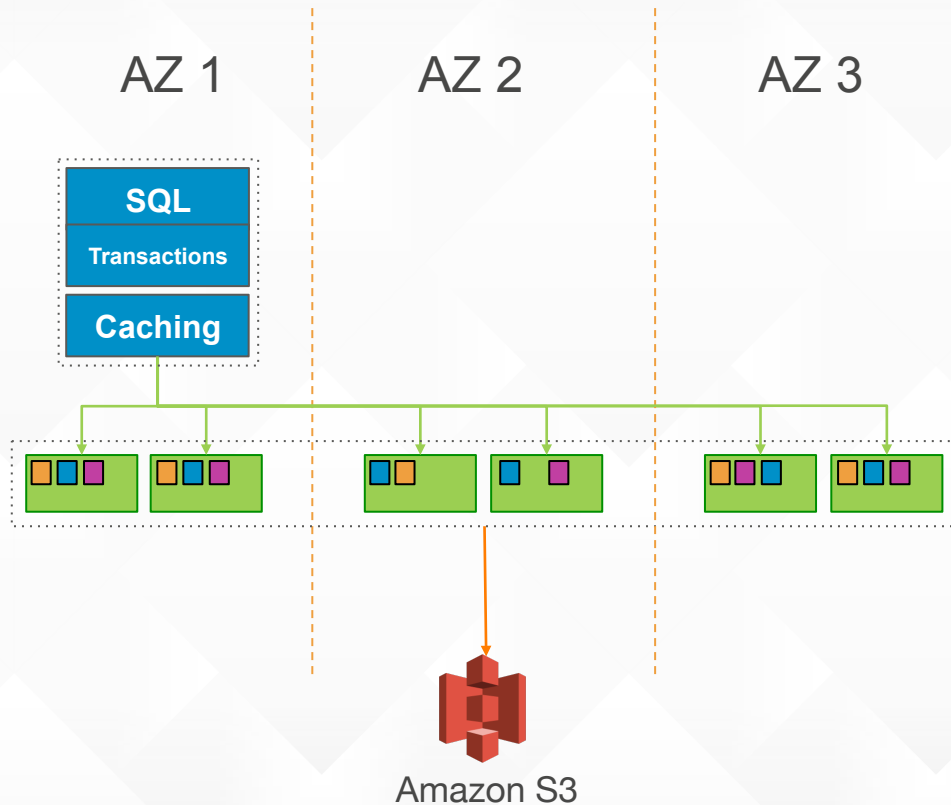 AZ 1
AZ 2
AZ 3
SQL
Transactions
Caching
Amazon S3